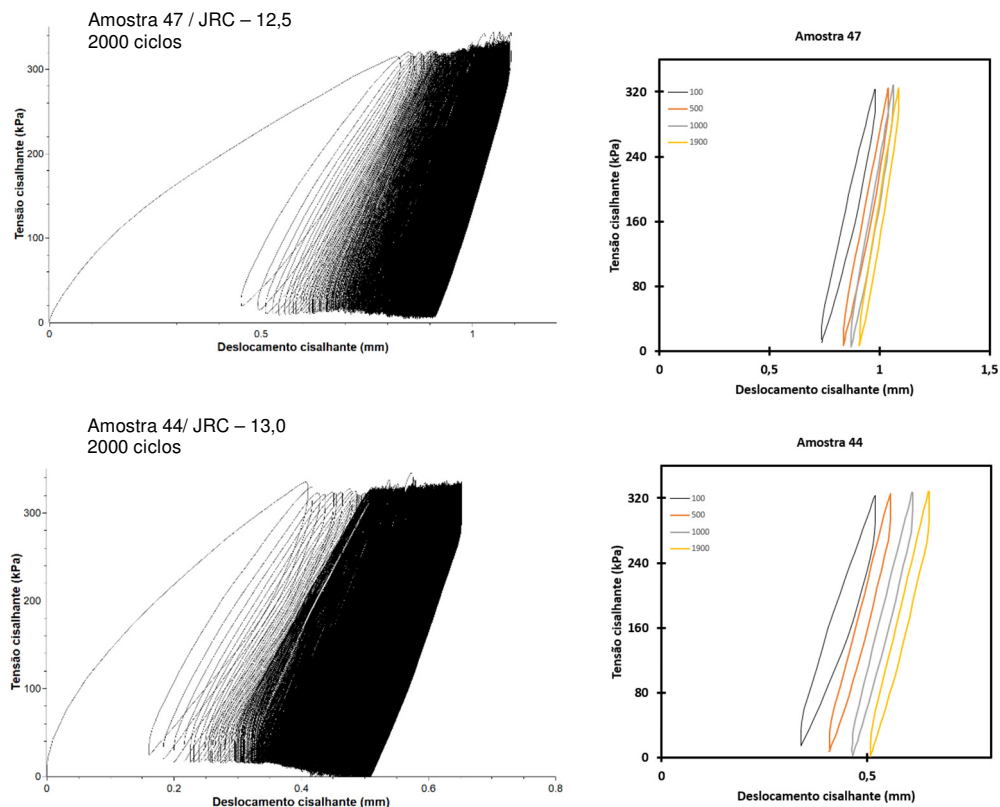 Amostra 47 / JRC – 12,5
2000 ciclos
Tensão cisalhante (kPa)
300
200
100
0
0
0.5
1
Deslocamento cisalhante (mm)
Amostra 47
Tensão cisalhante (kPa)
320
240
160
80
0
100
500
1000
1900
0
0,5
1
1,5
Deslocamento cisalhante (mm)
Amostra 44/ JRC – 13,0
2000 ciclos
Tensão cisalhante (kPa)
300
200
100
0
0
0.2
0.4
0.6
0.8
Deslocamento cisalhante (mm)
Amostra 44
Tensão cisalhante (kPa)
320
240
160
80
0
100
500
1000
1900
0
0,5
Deslocamento cisalhante (mm)